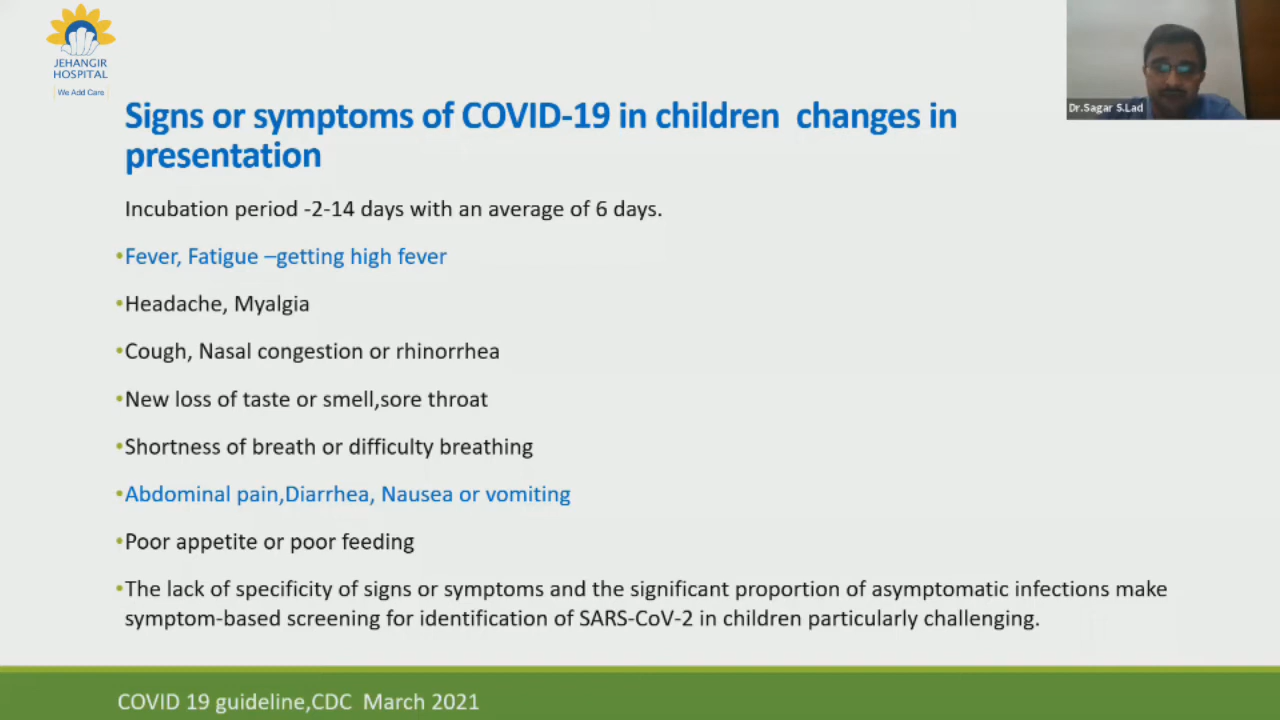 JEHANGIR
HOSPITAL
We Add Care
Dr.Sagar S.Lad
Signs or symptoms of COVID-19 in children changes in
presentation
Incubation period -2-14 days with an average of 6 days.
•Fever, Fatigue –getting high fever
•Headache, Myalgia
•Cough, Nasal congestion or rhinorrhea
•New loss of taste or smell,sore throat
•Shortness of breath or difficulty breathing
•Abdominal pain,Diarrhea, Nausea or vomiting
•Poor appetite or poor feeding
•The lack of specificity of signs or symptoms and the significant proportion of asymptomatic infections make
symptom-based screening for identification of SARS-CoV-2 in children particularly challenging.
COVID 19 guideline,CDC March 2021